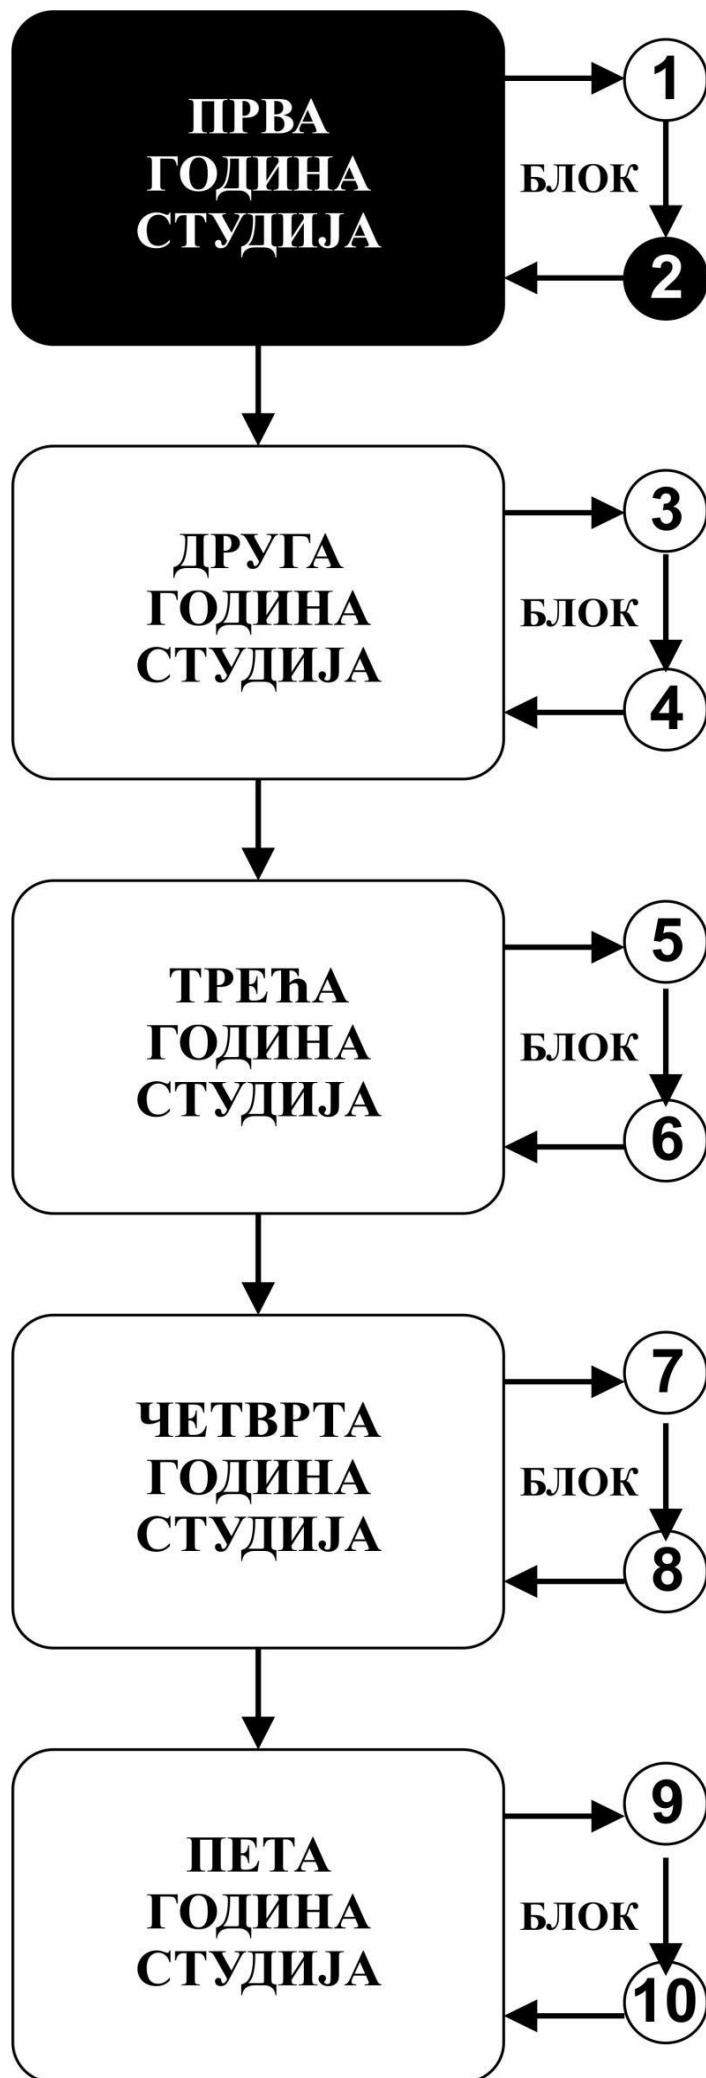 ПРВА
ГОДИНА
СТУДИЈА
1
БЛОК
2
ДРУГА
ГОДИНА
СТУДИЈА
3
БЛОК
4
ТРЕЋА
ГОДИНА
СТУДИЈА
5
БЛОК
6
ЧЕТВРТА
ГОДИНА
СТУДИЈА
7
БЛОК
8
ПЕТА
ГОДИНА
СТУДИЈА
9
БЛОК
10